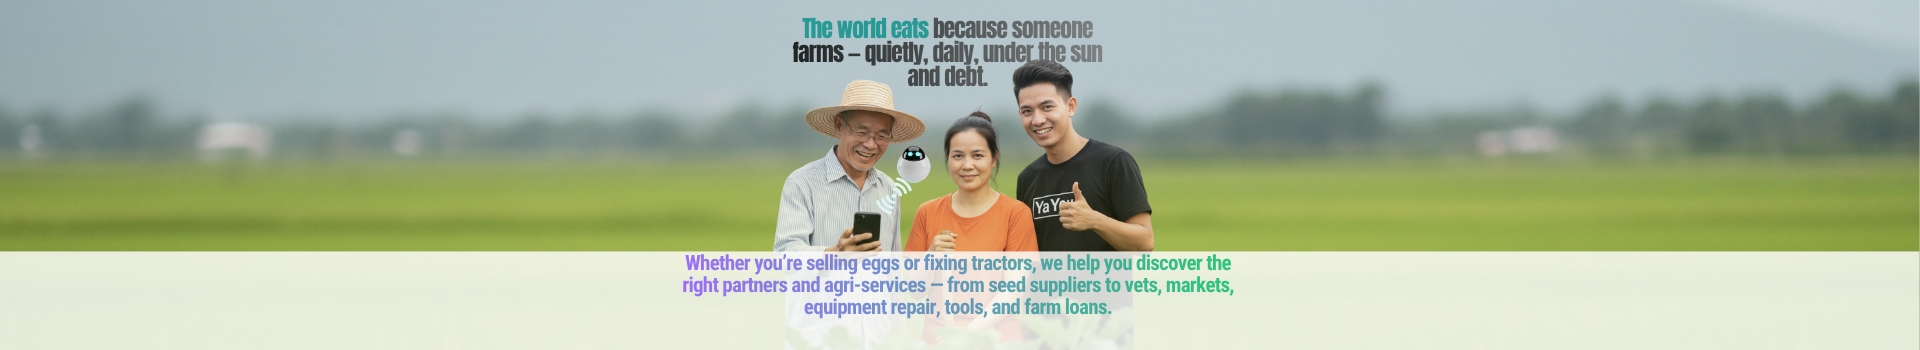 The world eats because someone
farms – quietly, daily, under the sun
and debt.
Ya You
Whether you're selling eggs or fixing tractors, we help you discover the
right partners and agri-services — from seed suppliers to vets, markets,
equipment repair, tools, and farm loans.